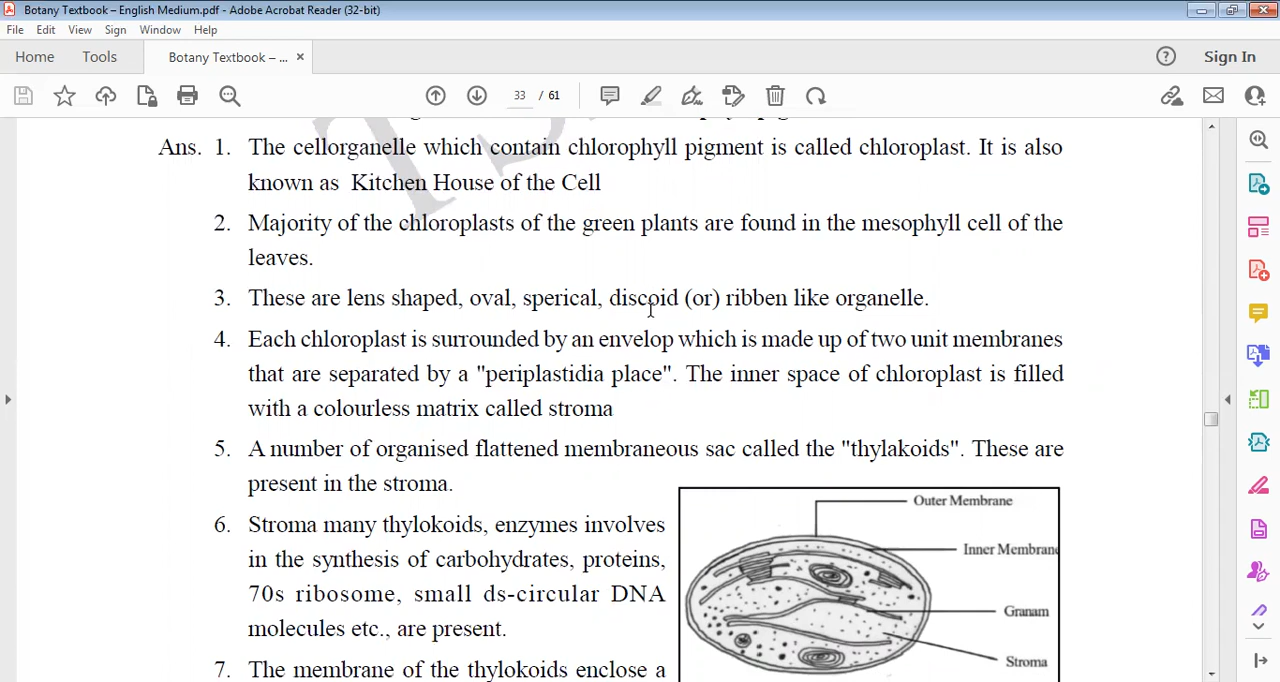 Botany Textbook – English Medium.pdf - Adobe Acrobat Reader (32-bit)
File Edit View Sign Window Help
Home Tools Botany Textbook – ... ×
Sign In
33 / 61
Ans. 1. The cellorganelle which contain chlorophyll pigment is called chloroplast. It is also
known as Kitchen House of the Cell
2. Majority of the chloroplasts of the green plants are found in the mesophyll cell of the
leaves.
3. These are lens shaped, oval, sperical, discoid (or) ribben like organelle.
4. Each chloroplast is surrounded by an envelop which is made up of two unit membranes
that are separated by a "periplastidia place". The inner space of chloroplast is filled
with a colourless matrix called stroma
5. A number of organised flattened membraneous sac called the "thylakoids". These are
present in the stroma.
6. Stroma many thylokoids, enzymes involves
in the synthesis of carbohydrates, proteins,
70s ribosome, small ds-circular DNA
molecules etc., are present.
7. The membrane of the thylokoids enclose a
Outer Membrane
Inner Membrane
Granam
Stroma